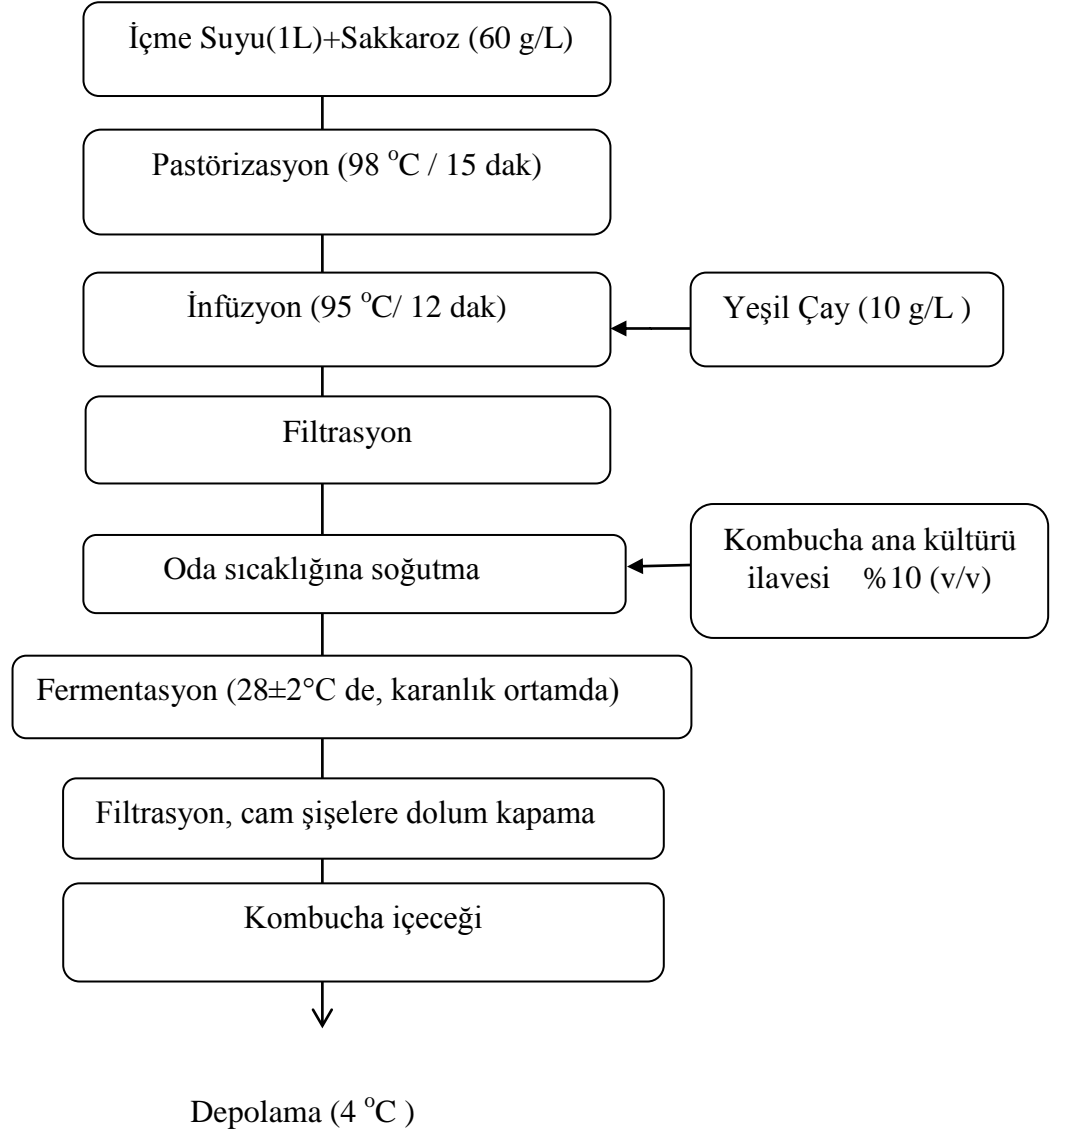 İçme Suyu(1L)+Sakkaroz (60 g/L)
Pastörizasyon (98 °C / 15 dak)
İnfüzyon (95 °C/ 12 dak)
Yeşil Çay (10 g/L )
Filtrasyon
Oda sıcaklığına soğutma
Kombucha ana kültürü
ilavesi %10 (v/v)
Fermentasyon (28±2°C de, karanlık ortamda)
Filtrasyon, cam şişelere dolum kapama
Kombucha içeceği
Depolama (4 °C )